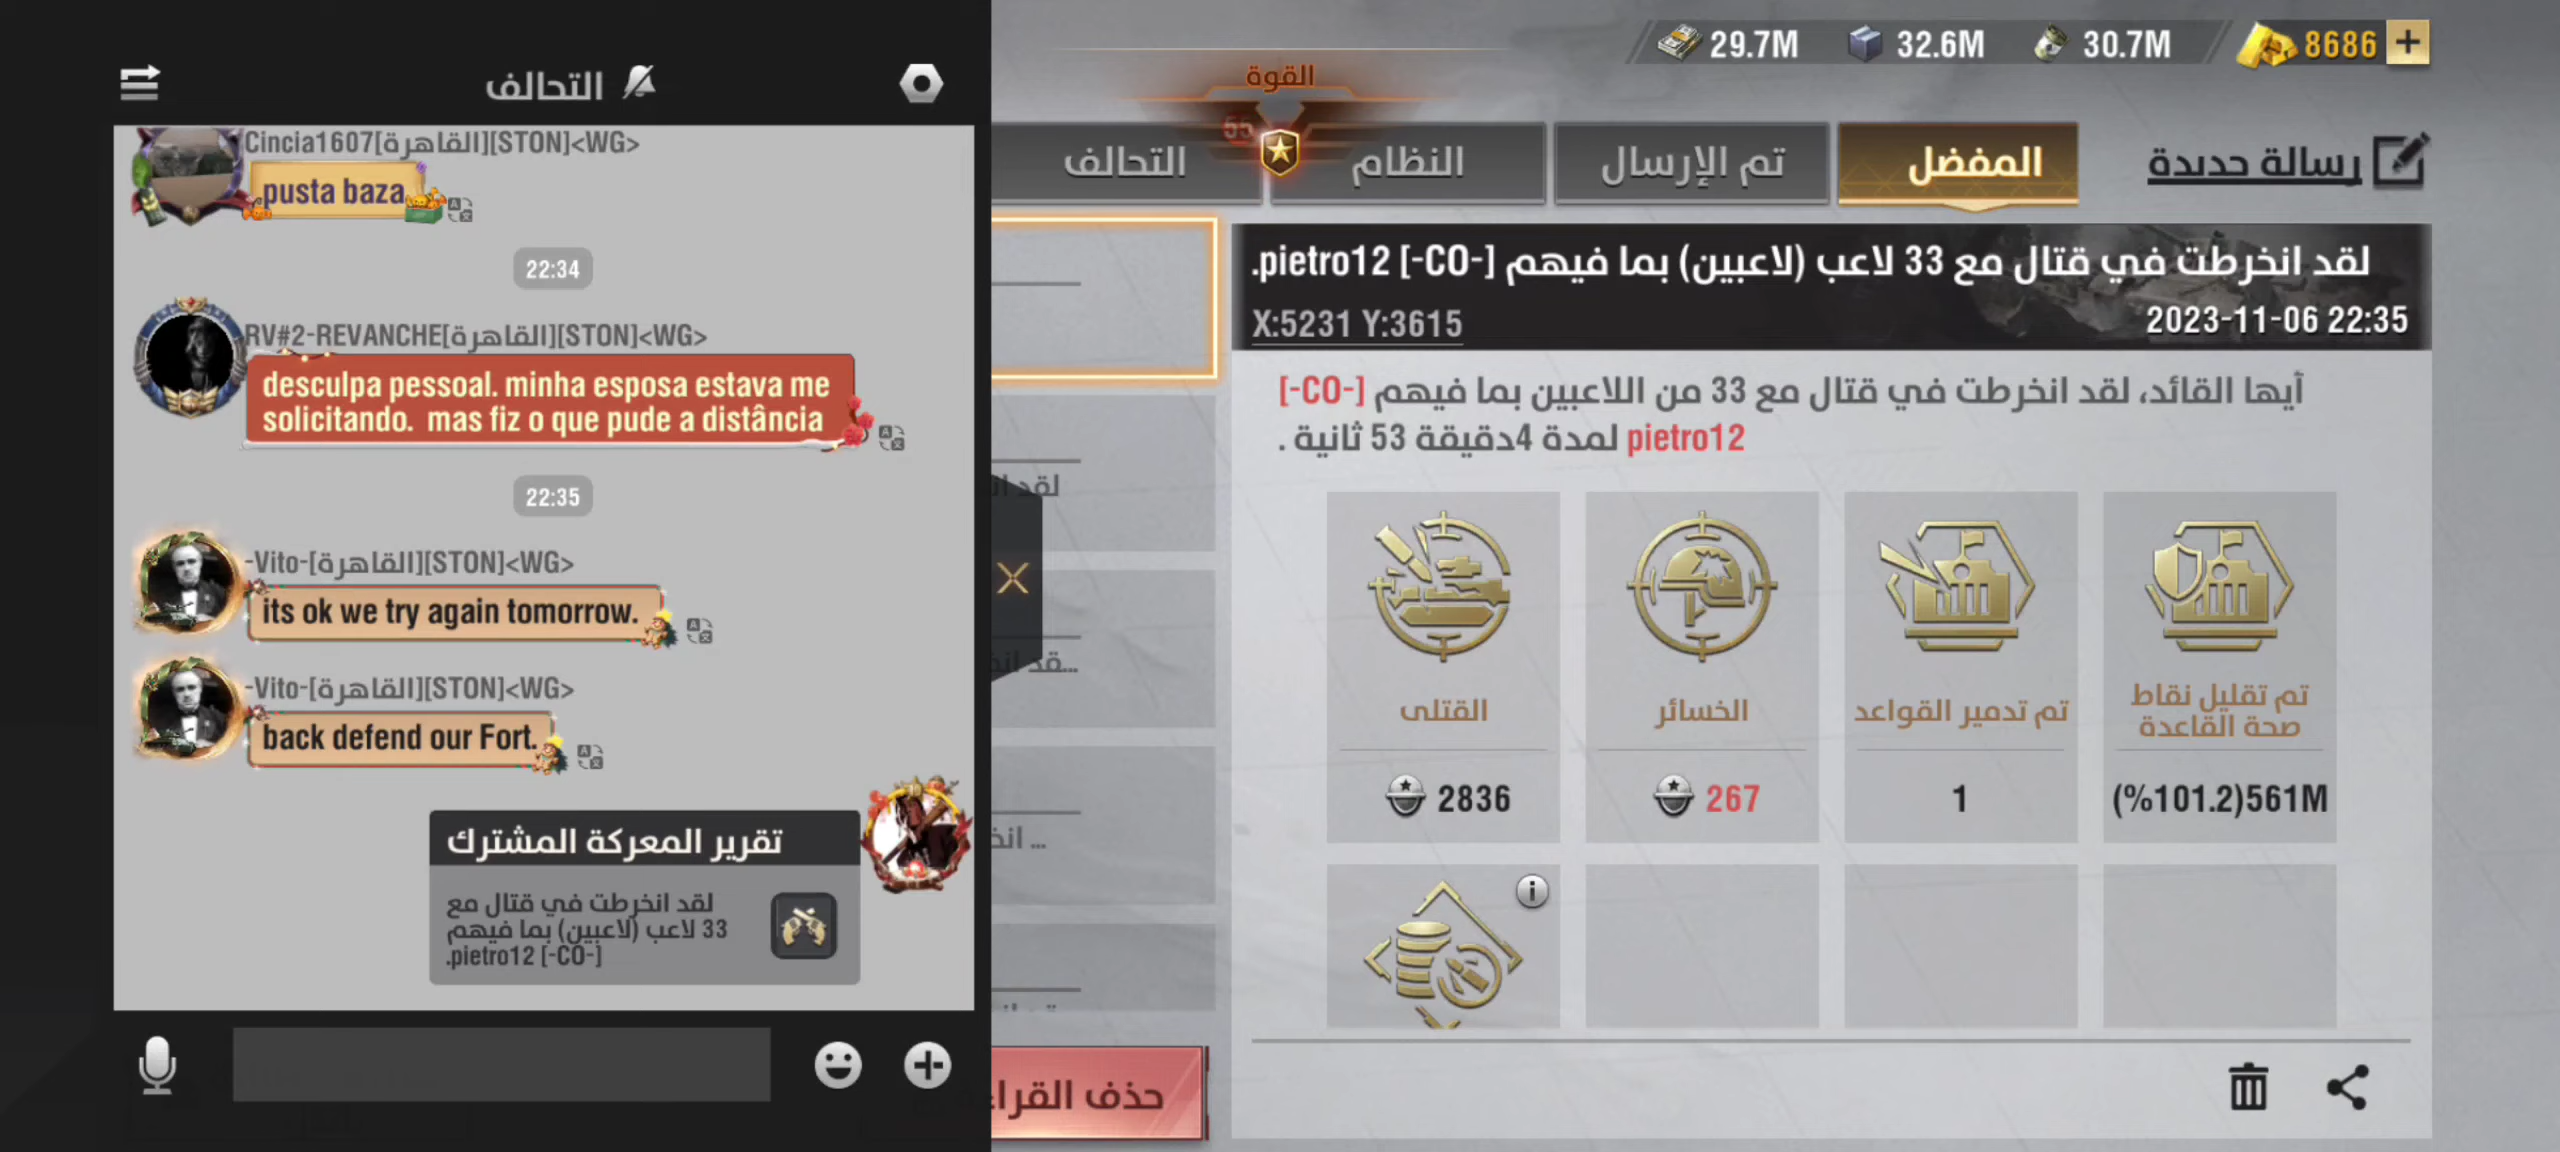 التحالف
Cincia1607[القاهرة][STON]<WG>
pusta baza
22:34
RV#2-REVANCHE[القاهرة][STON]<WG>
desculpa pessoal. minha esposa estava me
solicitando. mas fiz o que pude a distância
22:35
-Vito-[القاهرة][STON]<WG>
its ok we try again tomorrow.
-Vito-[القاهرة][STON]<WG>
back defend our Fort.
تقرير المعركة المشترك
لقد انخرطت في قتال مع
33 لاعب (لاعبين) بما فيهم
[-CO-] pietro12.
29.7M
32.6M
30.7M
8686
القوة
55
التحالف
النظام
تم الإرسال
المفضل
رسالة جديدة
لقد انخرطت في قتال مع 33 لاعب (لاعبين) بما فيهم [-CO-] pietro12.
X:5231 Y:3615
2023-11-06 22:35
أيها القائد، لقد انخرطت في قتال مع 33 من اللاعبين بما فيهم [-CO-]
pietro12 لمدة 4دقيقة 53 ثانية .
القتلى
2836
الخسائر
267
تم تدمير القواعد
1
تم تقليل نقاط
صحة القاعدة
(%101.2)561M
لقد
حذف